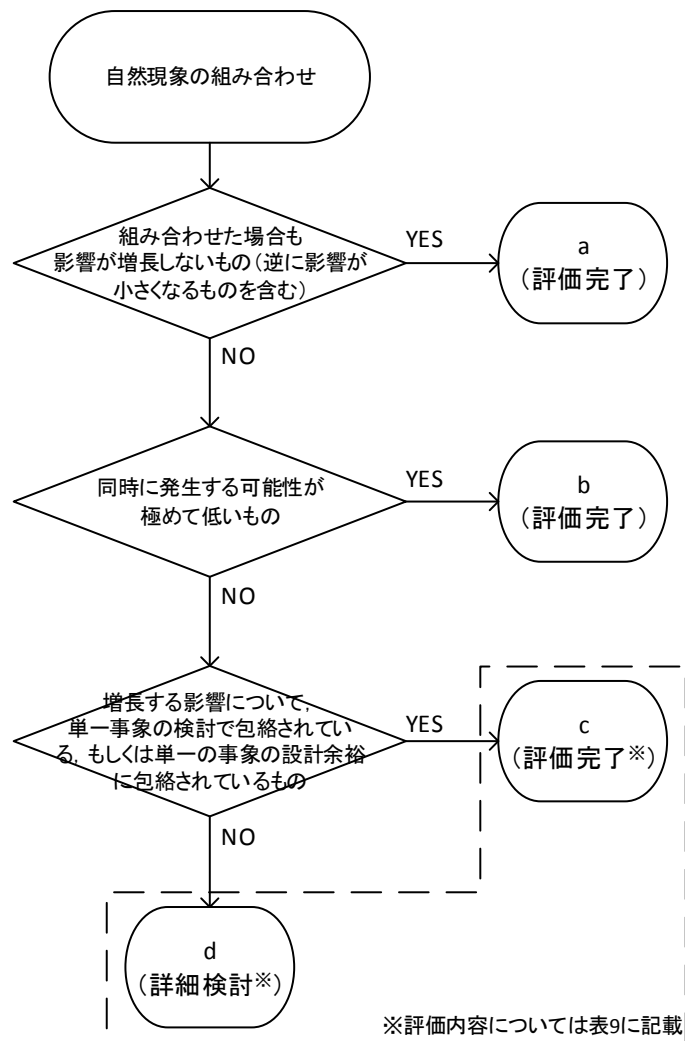 自然現象の組み合わせ
組み合わせた場合も
影響が増長しないもの（逆に影響が
小さくなるものを含む）
YES
a
（評価完了）
NO
同時に発生する可能性が
極めて低いもの
YES
b
（評価完了）
NO
増長する影響について，
単一事象の検討で包絡されてい
る，もしくは単一の事象の設計余裕
に包絡されているもの
YES
c
（評価完了※）
NO
d
（詳細検討※）
※評価内容については表9に記載